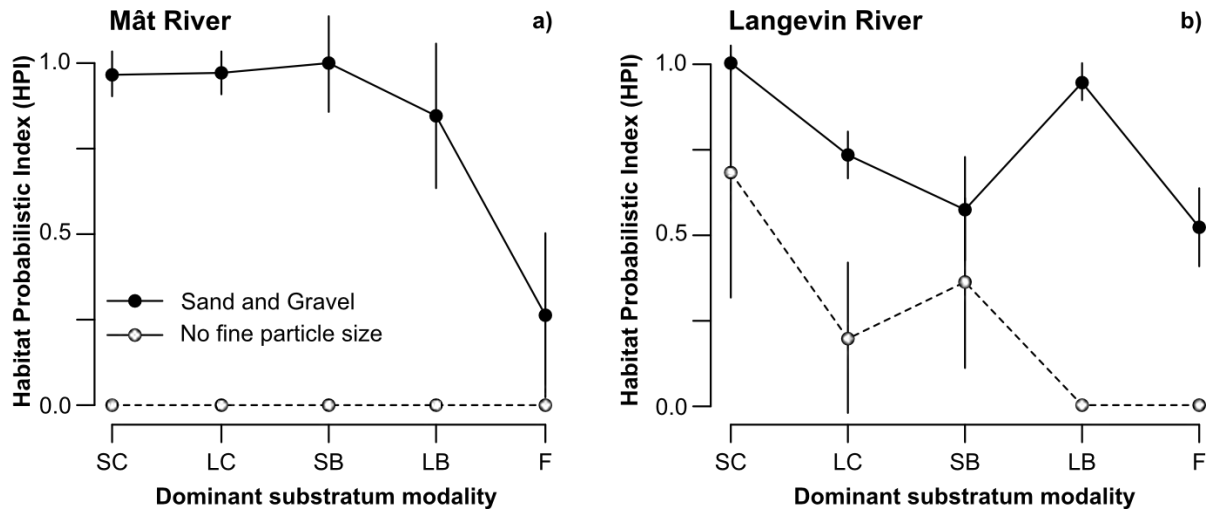 Mât River
a)
Habitat Probabilistic Index (HPI)
1.0
0.5
0.0
Sand and Gravel
No fine particle size
SC LC SB LB F
Dominant substratum modality
Langevin River
b)
Habitat Probabilistic Index (HPI)
1.0
0.5
0.0
SC LC SB LB F
Dominant substratum modality